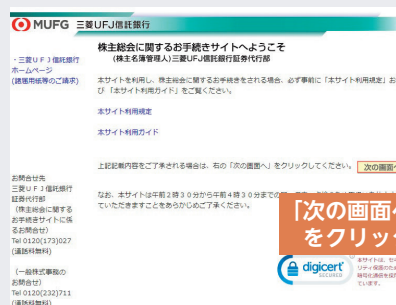 MUFG 三菱UFJ信託銀行
・三菱ＵＦＪ信託銀行
ホームページ
(諸届用紙等のご請求)
株主総会に関するお手続きサイトへようこそ
(株主名簿管理人)三菱UFJ信託銀行証券代行部
本サイトを利用し、株主総会に関するお手続きをされる場合、必ず事前に「本サイト利用規定」およ
び 「本サイト利用ガイド」をご覧ください。
本サイト利用規定
本サイト利用ガイド
上記記載内容をご了承される場合は、右の「次の画面へ」をクリックしてください。
次の画面へ
なお、本サイトは午前２時３０分から午前４時３０分までの
ていただきますことをあらかじめご了承ください。
お問合せ先
三菱ＵＦＪ信託銀行
証券代行部
(株主総会に関する
お手続きサイトに係
るお問合せ)
Tel 0120(173)027
(通話料無料)
(一般株式事務の
お問合せ)
Tel 0120(232)711
(通話料無料)
「次の画面へ
をクリック
digicert